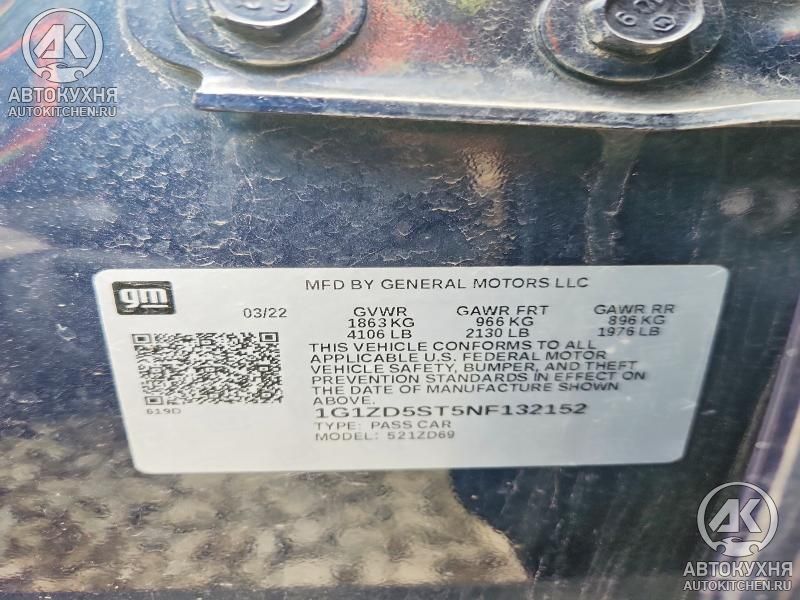 AK
АВТОКУХНЯ
AUTOKITCHEN.RU
gm
MFD BY GENERAL MOTORS LLC
03/22
GVWR GAWR FRT GAWR RR
1863 KG 966 KG 896 KG
4106 LB 2130 LB 1976 LB
THIS VEHICLE CONFORMS TO ALL
APPLICABLE U.S. FEDERAL MOTOR
VEHICLE SAFETY, BUMPER, AND THEFT
PREVENTION STANDARDS IN EFFECT ON
THE DATE OF MANUFACTURE SHOWN
ABOVE.
619D
1G1ZD5ST5NF132152
TYPE: PASS CAR
MODEL: 521ZD69
AK
АВТОКУХНЯ
AUTOKITCHEN.RU